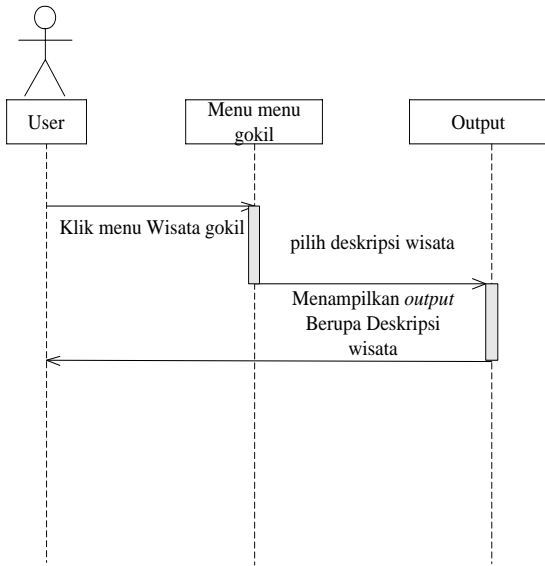 User
Menu menu
gokil
Output
Klik menu Wisata gokil
pilih deskripsi wisata
Menampilkan output
Berupa Deskripsi
wisata